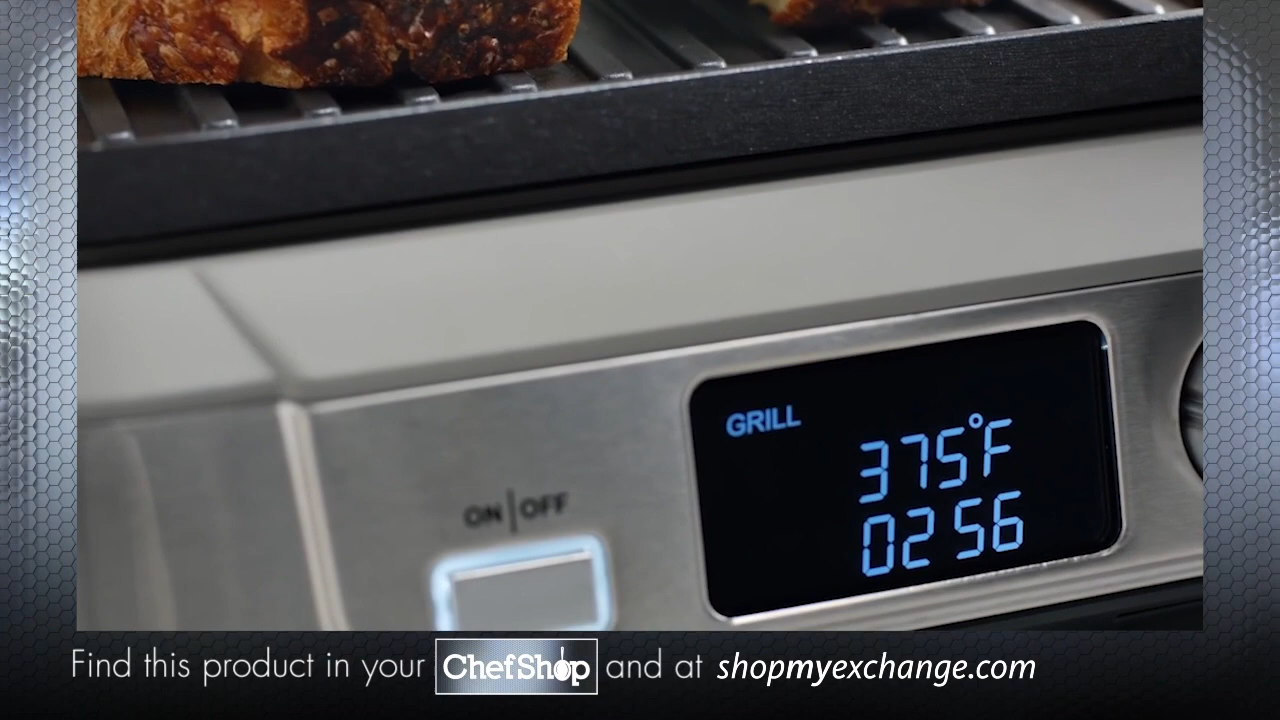 GRILL
375°F
02 56
ON|OFF
Find this product in your ChefShop and at shopmyexchange.com